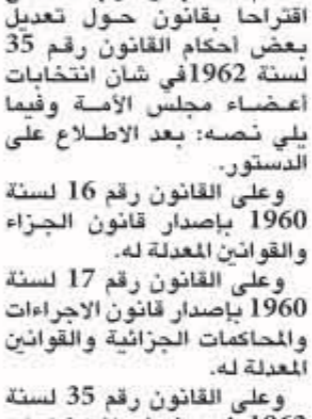 اقتراحا بقانون حول تعديل
بعض أحكام القانون رقم 35
لسنة 1962في شان انتخابات
أعضاء مجلس الأمة وفيما
يلي نصه: بعد الاطلاع على
الدستور.
وعلى القانون رقم 16 لسنة
1960 بإصدار قانون الجزاء
والقوانين المعدلة له.
وعلى القانون رقم 17 لسنة
1960 بإصدار قانون الاجراءات
والمحاكمات الجزائية والقوانين
المعدلة له.
وعلى القانون رقم 35 لسنة